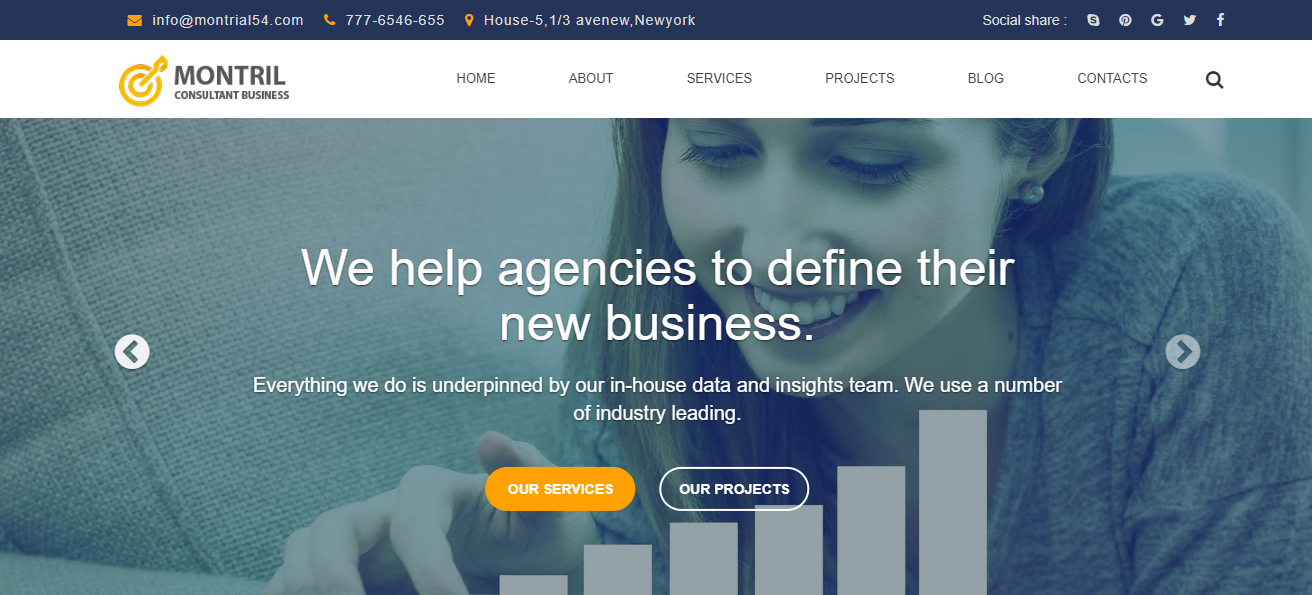 info@montrial54.com 777-6546-655 House-5,1/3 avenew,Newyork Social share :
MONTRIL
CONSULTANT BUSINESS
HOME ABOUT SERVICES PROJECTS BLOG CONTACTS
We help agencies to define their
new business.
Everything we do is underpinned by our in-house data and insights team. We use a number
of industry leading.
OUR SERVICES OUR PROJECTS